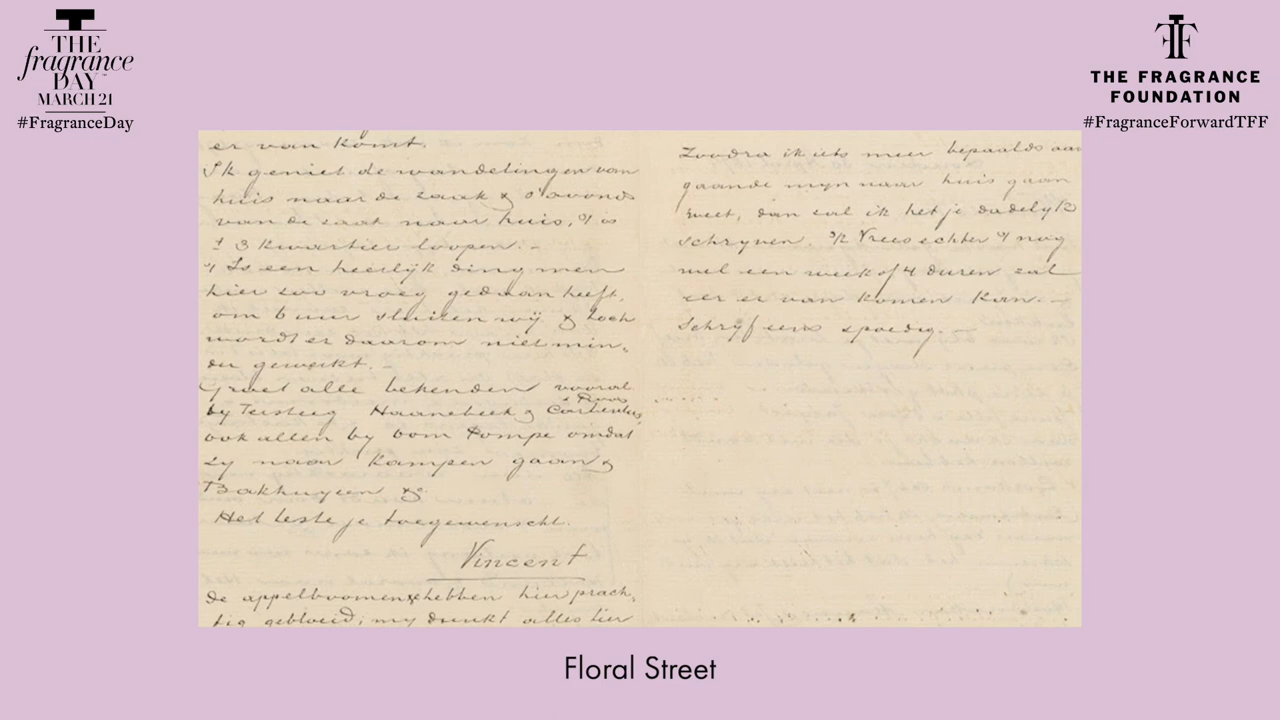 THE
fragrance
DAY™
MARCH 21
#FragranceDay
THE FRAGRANCE
FOUNDATION
#FragranceForwardTFF
er van komt.
Ik geniet de wandelingen van
huis naar de zaak & s'avonds
van de zaak naar huis, 't is
± 3 kwartier loopen.-
't Is een heerlijk ding men
hier zoo vroeg gedaan heeft,
om 6 uur sluiten wij & toch
wordt er daarom niet min-
der gewerkt.-
Groet alle bekenden vooral
& Roos
by Tersteeg Haanebeek & Carbentus,
ook allen by oom Pompe omdat
zy naar Kampen gaan &
Bakhuyzen &c
Het beste je toegewenscht.
Vincent
de appelboomen &c hebben hier prach-
tig gebloeid; my dunkt alles hier
Zoodra ik iets meer bepaalds aan
gaande myn naar huis gaan
weet, dan zal ik het je dadelyk
schryven. Ik Vrees echter 't nog
wel een week of 4 duren zal
eer er van komen kan.-
Schryf eens spoedig.-
Floral Street